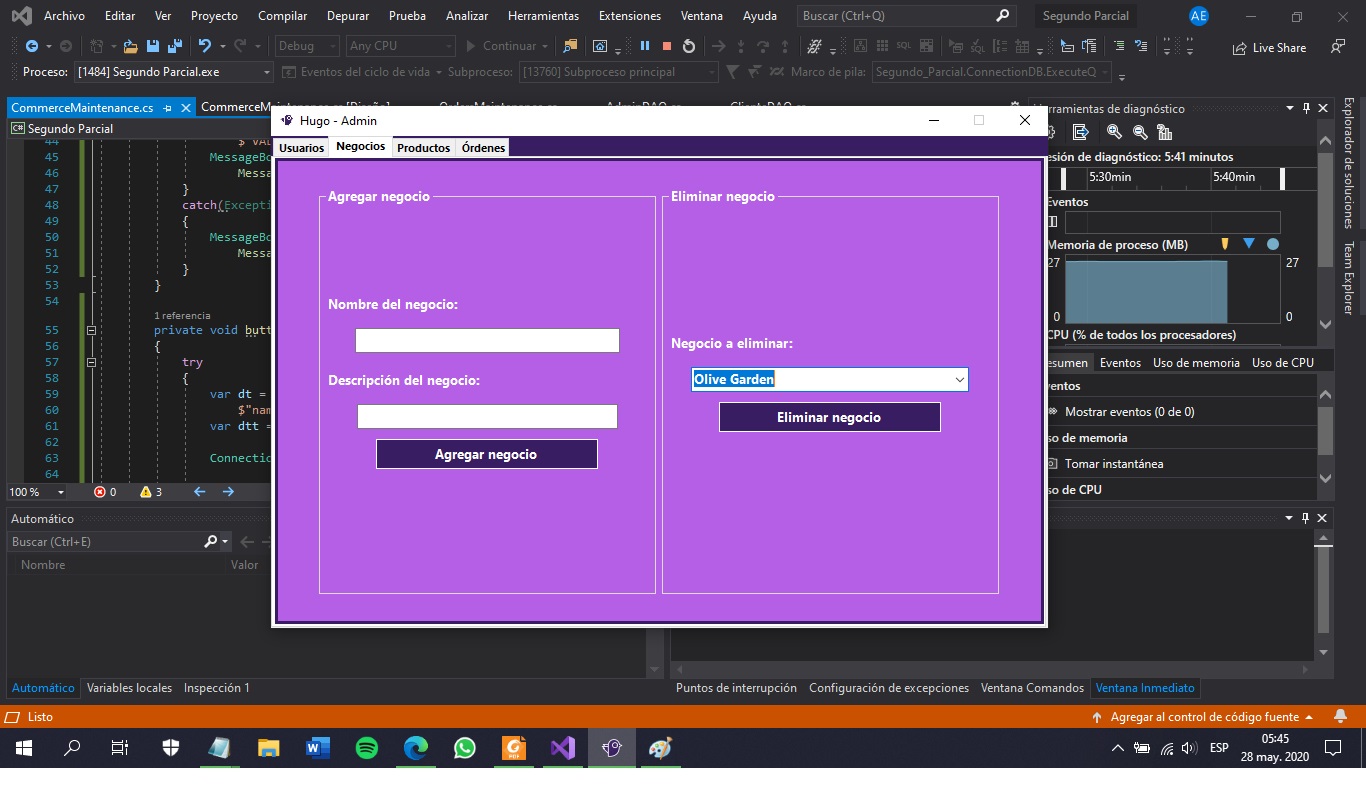 Archivo Editar Ver Proyecto Compilar Depurar Prueba Analizar Herramientas Extensiones Ventana Ayuda Buscar (Ctrl+Q) Segundo Parcial AE
Debug Any CPU Continuar SQL Live Share
Proceso: [1484] Segundo Parcial.exe Eventos del ciclo de vida Subproceso: [13760] Subproceso principal Marco de pila: Segundo_Parcial.ConnectionDB.ExecuteQ
CommerceMaintenance.cs
C# Segundo Parcial
44
45 MessageBo
46 Messa
47 }
48 catch(Excepti
49 {
50 MessageBo
51 Messa
52 }
53 }
54
1 referencia
55 private void butt
56 {
57 try
58 {
59 var dt =
60 $"nam
61 var dtt =
62
63 Connectio
64
100 % 0 3
Hugo - Admin
Usuarios Negocios Productos Órdenes
Agregar negocio
Nombre del negocio:
Descripción del negocio:
Agregar negocio
Eliminar negocio
Negocio a eliminar:
Olive Garden
Eliminar negocio
rramientas de diagnóstico
esión de diagnóstico: 5:41 minutos
5:30min 5:40min
Eventos
Memoria de proceso (MB)
27 27
0 0
CPU (% de todos los procesadores)
esumen Eventos Uso de memoria Uso de CPU
ventos
Mostrar eventos (0 de 0)
so de memoria
Tomar instantánea
so de CPU
Explorador de soluciones
Team Explorer
Automático
Buscar (Ctrl+E)
Nombre Valor
Automático Variables locales Inspección 1
Puntos de interrupción Configuración de excepciones Ventana Comandos Ventana Inmediato
Listo Agregar al control de código fuente
ESP 05:45
28 may. 2020